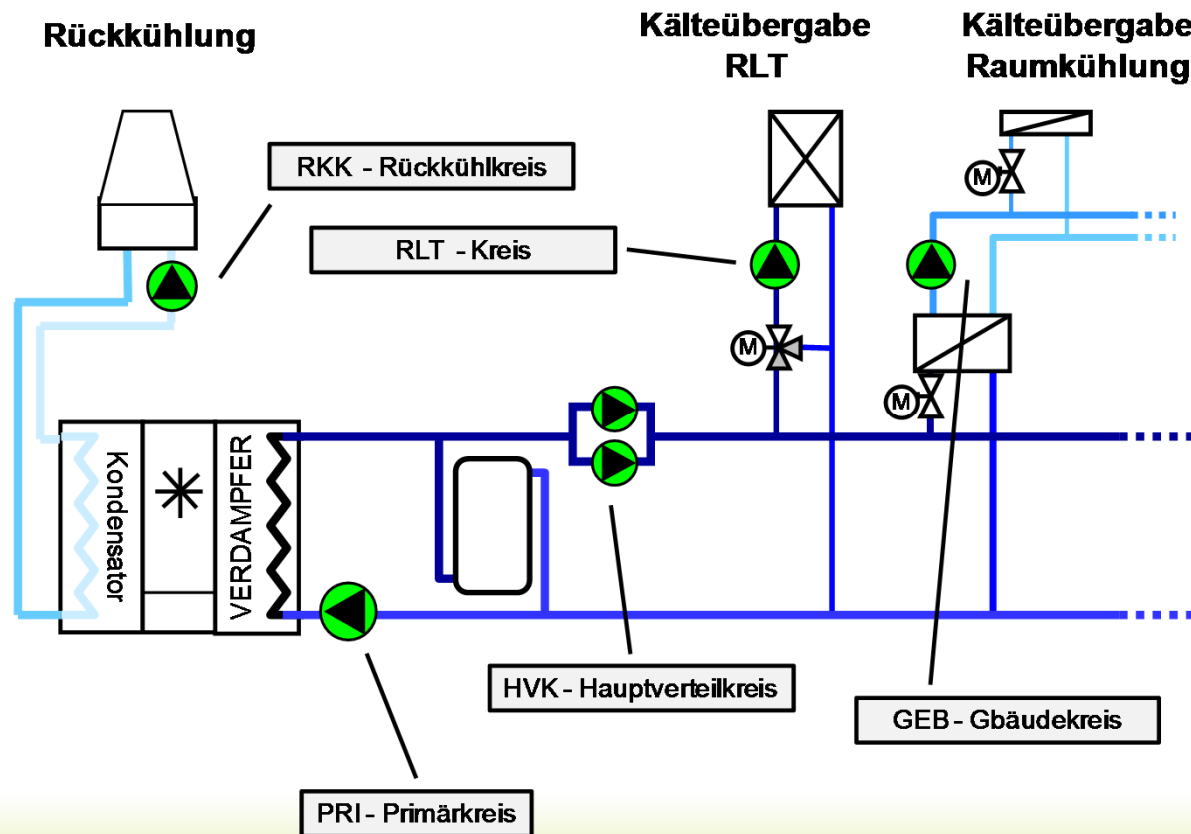 Rückkühlung
Kälteübergabe
RLT
Kälteübergabe
Raumkühlung
RKK - Rückkühlkreis
RLT - Kreis
M
M
M
Kondensator
VERDAMPFER
HVK - Hauptverteilkreis
GEB - Gbäudekreis
PRI - Primärkreis